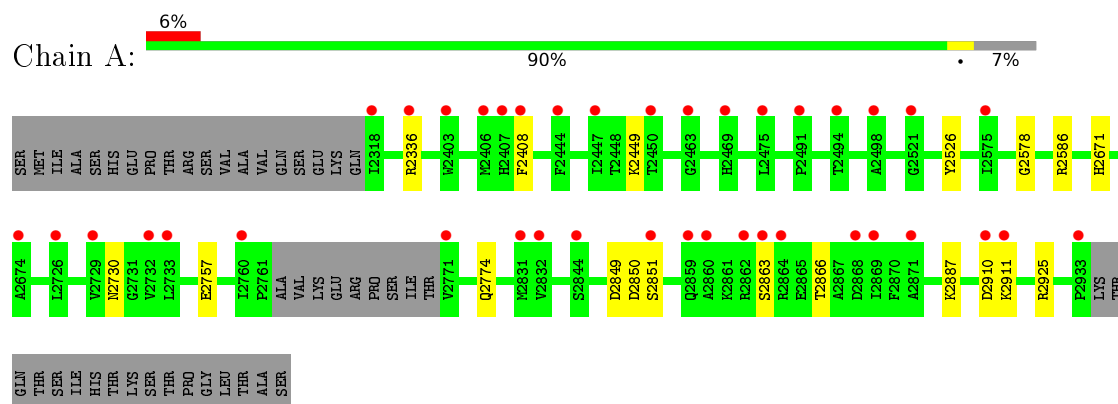 6%
Chain A:
90%
7%
SER MET ILE ALA SER HIS GLU PRO THR ARG SER VAL ALA VAL GLN SER GLU LYS GLN I2318 R2336 W2403 M2406 H2407 F2408 F2444 I2447 T2448 K2449 T2450 G2463 H2469 L2475 P2491 T2494 A2498 G2521 Y2526 I2575 G2578 R2586 H2671
A2674 L2726 V2729 N2730 G2731 V2732 L2733 E2757 I2760 P2761 ALA VAL LYS GLU ARG PRO SER ILE THR V2771 Q2774 M2831 V2832 S2844 D2849 D2850 S2851 Q2859 A2860 K2861 R2862 S2863 R2864 E2865 T2866 A2867 D2868 I2869 F2870 A2871 K2887 D2910 K2911 R2925 P2933 LYS THR
GLN THR SER ILE HIS THR LYS SER THR PRO GLY LEU THR ALA SER